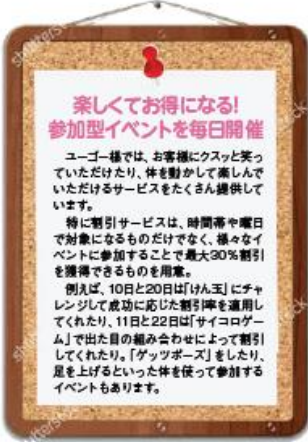 楽しくてお得になる!
参加型イベントを毎日開催
ユーゴー様では、お客様にクスッと笑っ
ていただけたり、体を動かして楽しんで
いただけるサービスをたくさん提供して
います。
特に割引サービスは、時間帯や曜日
で対象になるものだけでなく、様々なイ
ベントに参加することで最大30%割引
を獲得できるものを用意。
例えば、10日と20日は「けん玉」にチャ
レンジして成功に応じた割引率を適用し
てくれたり、11日と22日は「サイコロゲー
ム」で出た目の組み合わせによって割引
してくれたり。「ゲッツポーズ」をしたり、
足を上げるといった体を使って参加する
イベントもあります。